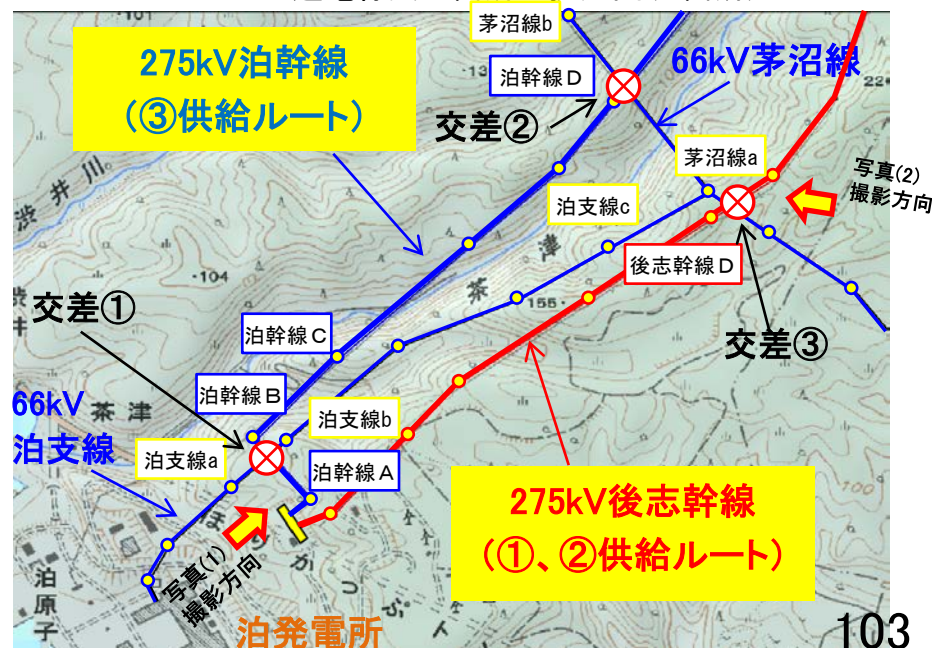 茅沼線b
・101
275kV泊幹線
(③供給ルート)
泊幹線D
66kV茅沼線
交差②
茅沼線a
写真(2)
撮影方向
渋井川
泊支線c
茶津
後志幹線D
・104
155・
交差①
泊幹線C
交差③
泊幹線B
66kV
泊支線
茶津
泊支線b
泊支線a
泊幹線A
100
275kV後志幹線
(①、②供給ルート)
写真(1)
撮影方向
泊発電所
103